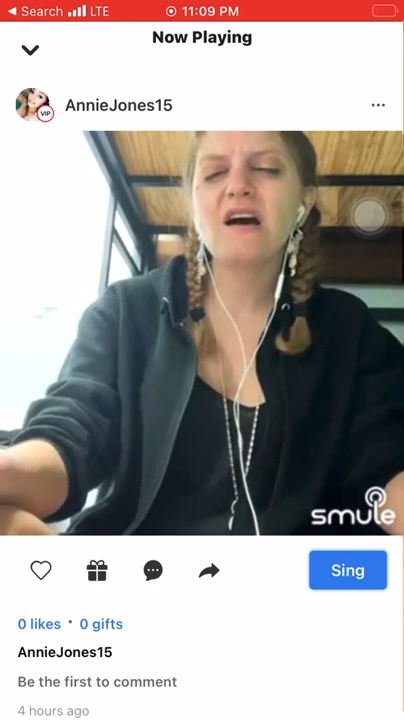 Search LTE 11:09 PM
Now Playing
AnnieJones15
VIP
smule
Sing
0 likes · 0 gifts
AnnieJones15
Be the first to comment
4 hours ago